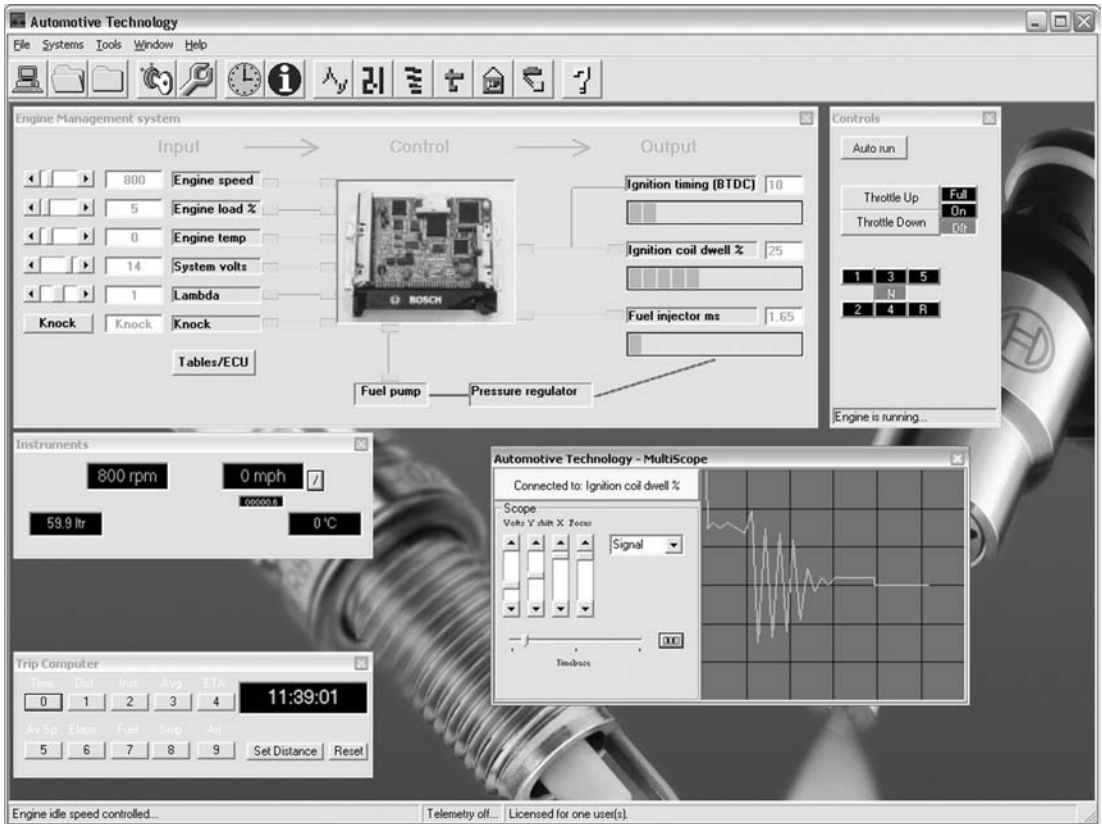 Automotive Technology
File Systems Tools Window Help
Engine Management system
Input
Control
Output
800 Engine speed
5 Engine load %
0 Engine temp
14 System volts
1 Lambda
Knock Knock Knock
Tables/ECU
BOSCH
Fuel pump
Pressure regulator
Ignition timing (BTDC) 10
Ignition coil dwell % 25
Fuel injector ms 1.65
Controls
Auto run
Throttle Up Full
On
Throttle Down
1 3 5
N
2 4 R
Engine is running...
Instruments
800 rpm 0 mph /
00000.6
59.9 ltr 0 °C
Automotive Technology - MultiScope
Connected to: Ignition coil dwell %
Scope
Volts Y shift X Focus
Signal
Timebase
Trip Computer
Time Dist Inst Avg ETA
0 1 2 3 4 11:39:01
Av Sp Elaps Fuel Stop
5 6 7 8 9 Set Distance Reset
Engine idle speed controlled... Telemetry off... Licensed for one user(s).